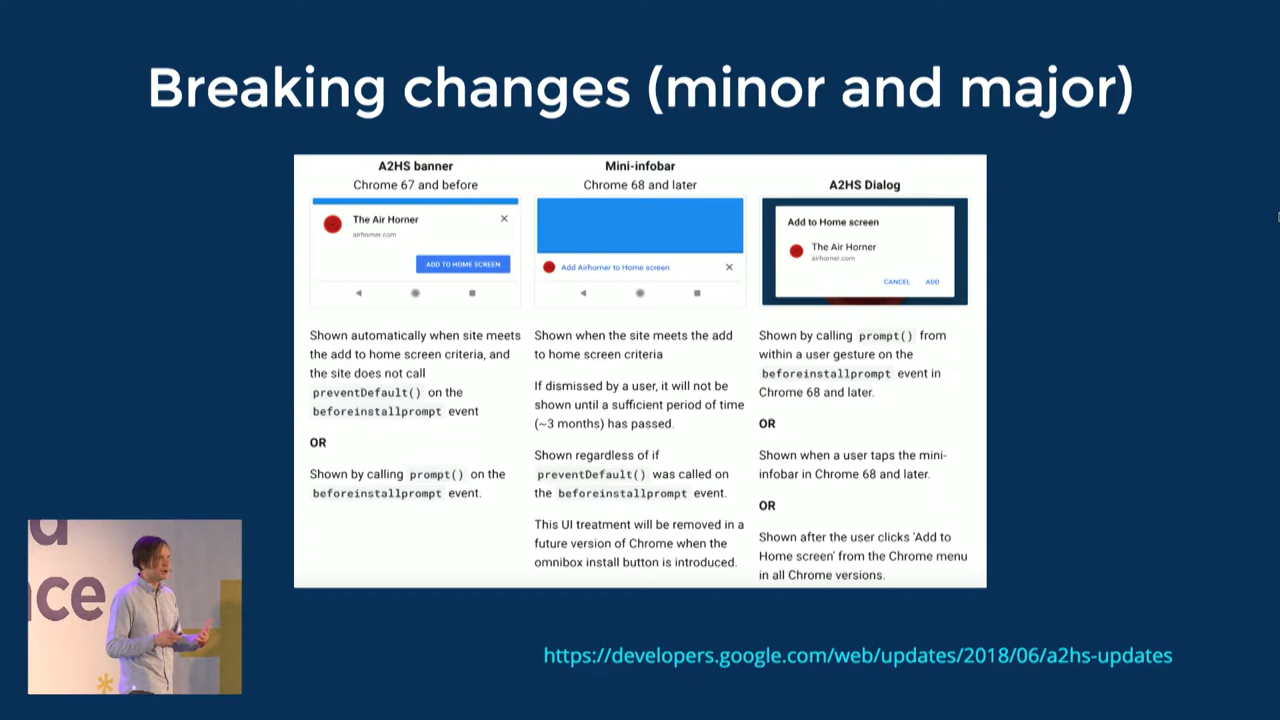 Breaking changes (minor and major)
A2HS banner
Chrome 67 and before
The Air Horner
airhorner.com
ADD TO HOME SCREEN
Shown automatically when site meets
the add to home screen criteria, and
the site does not call
preventDefault() on the
beforeinstallprompt event
OR
Shown by calling prompt() on the
beforeinstallprompt event.
Mini-infobar
Chrome 68 and later
Add Airhorner to Home screen
Shown when the site meets the add
to home screen criteria
If dismissed by a user, it will not be
shown until a sufficient period of time
(~3 months) has passed.
Shown regardless of if
preventDefault() was called on
the beforeinstallprompt event.
This UI treatment will be removed in a
future version of Chrome when the
omnibox install button is introduced.
A2HS Dialog
Add to Home screen
The Air Horner
airhorner.com
CANCEL ADD
Shown by calling prompt() from
within a user gesture on the
beforeinstallprompt event in
Chrome 68 and later.
OR
Shown when a user taps the mini-
infobar in Chrome 68 and later.
OR
Shown after the user clicks 'Add to
Home screen' from the Chrome menu
in all Chrome versions.
https://developers.google.com/web/updates/2018/06/a2hs-updates